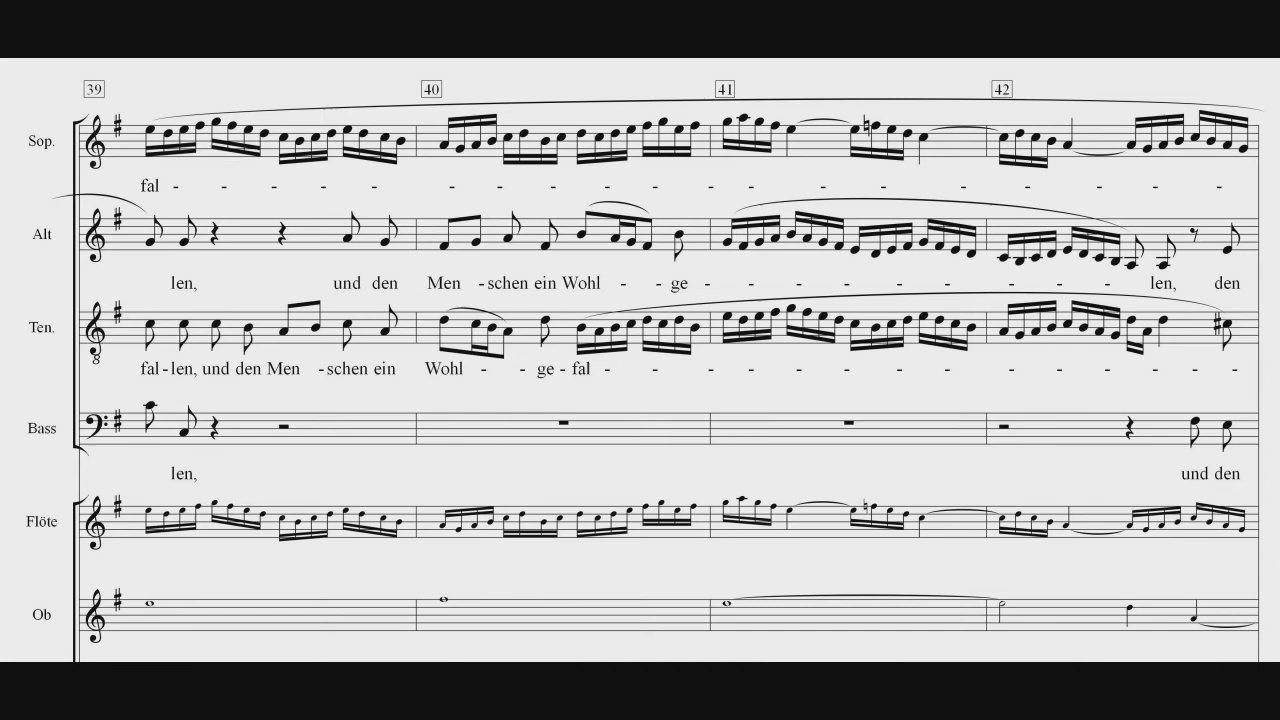 39 40 41 42
Sop.
fal - - - - - - - - - - - - - - - - - - - - - -
Alt
len, und den Men - schen ein Wohl - - ge - - - - - - - - - - len, den
Ten.
8
fal - len, und den Men - schen ein Wohl - - ge - fal - - - - - - - - - - - - - -
Bass
len, und den
Flöte
Ob